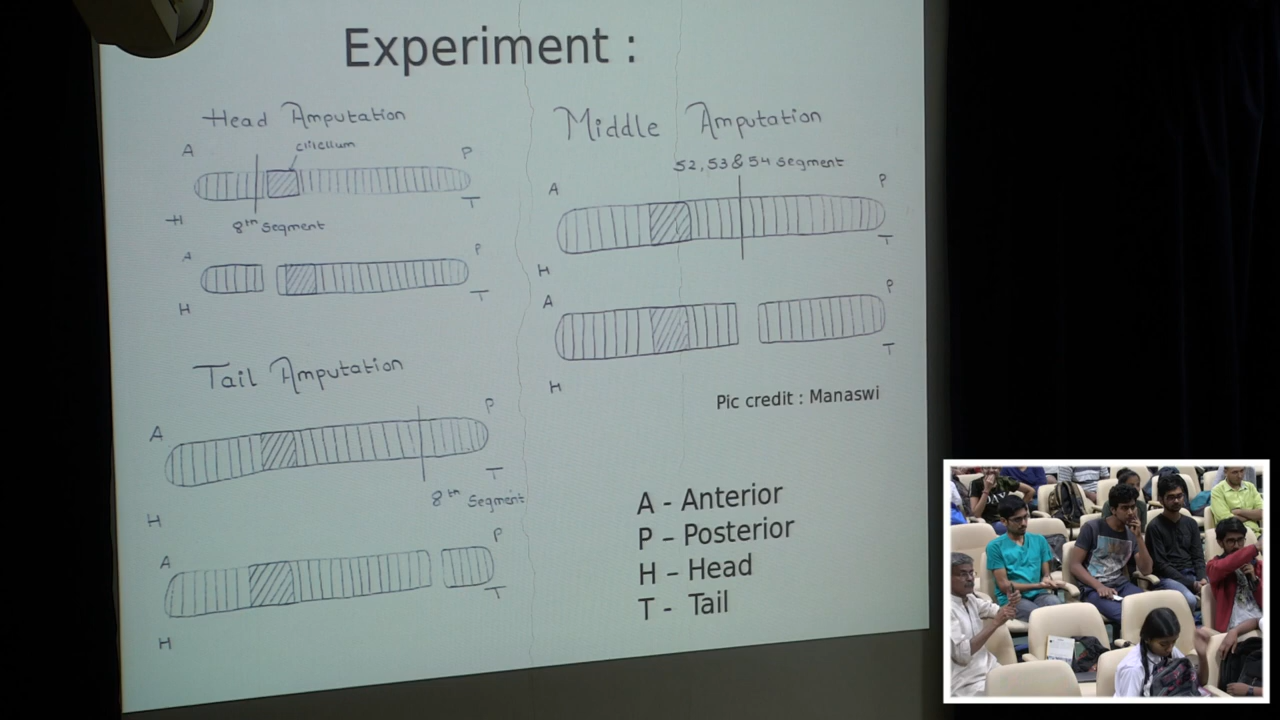 Experiment :
Head Amputation
A
clitellum
P
H
8th Segment
T
A
P
H
T
Tail Amputation
A
P
T
8th Segment
H
A
P
T
H
Middle Amputation
52, 53 & 54 segment
A
P
T
H
A
P
T
H
Pic credit : Manaswi
A - Anterior
P – Posterior
H – Head
T - Tail